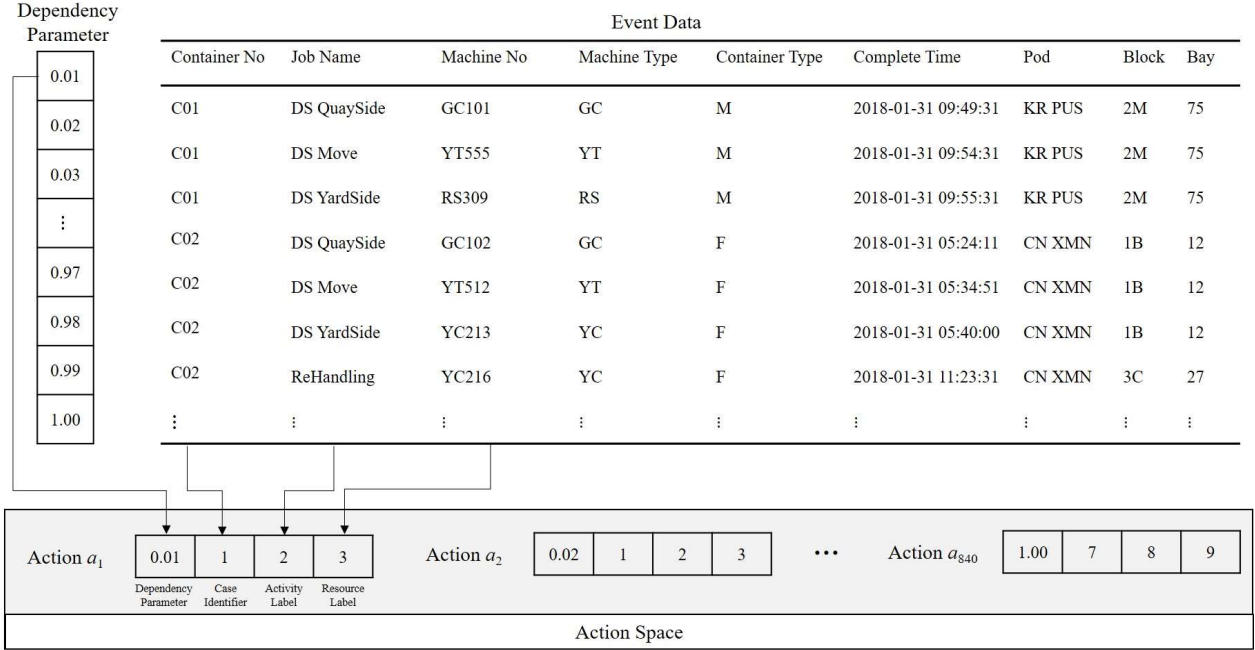 Dependency
Parameter
0.01
0.02
0.03
⋮
0.97
0.98
0.99
1.00
Event Data
Container No Job Name Machine No Machine Type Container Type Complete Time Pod Block Bay
C01 DS QuaySide GC101 GC M 2018-01-31 09:49:31 KR PUS 2M 75
C01 DS Move YT555 YT M 2018-01-31 09:54:31 KR PUS 2M 75
C01 DS YardSide RS309 RS M 2018-01-31 09:55:31 KR PUS 2M 75
C02 DS QuaySide GC102 GC F 2018-01-31 05:24:11 CN XMN 1B 12
C02 DS Move YT512 YT F 2018-01-31 05:34:51 CN XMN 1B 12
C02 DS YardSide YC213 YC F 2018-01-31 05:40:00 CN XMN 1B 12
C02 ReHandling YC216 YC F 2018-01-31 11:23:31 CN XMN 3C 27
⋮ ⋮ ⋮ ⋮ ⋮ ⋮ ⋮ ⋮ ⋮
Action a1 0.01 1 2 3
Dependency Parameter Case Identifier Activity Label Resource Label
Action a2 0.02 1 2 3
•••
Action a840 1.00 7 8 9
Action Space